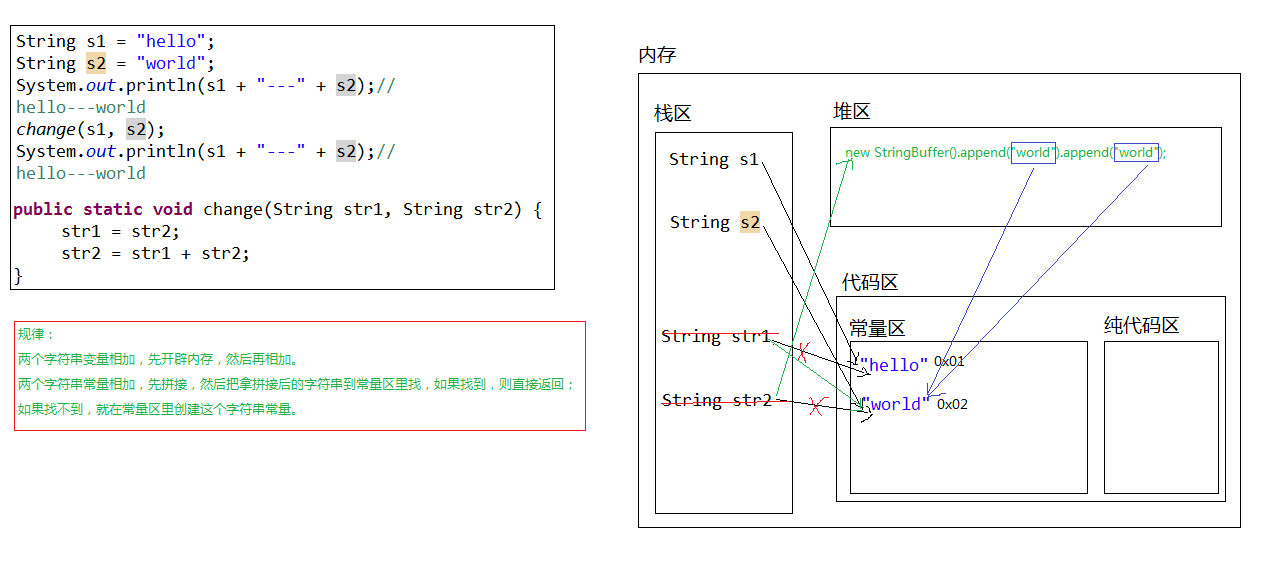 String s1 = "hello";
String s2 = "world";
System.out.println(s1 + "---" + s2);//
hello---world
change(s1, s2);
System.out.println(s1 + "---" + s2);//
hello---world
public static void change(String str1, String str2) {
str1 = str2;
str2 = str1 + str2;
}
规律：
两个字符串变量相加，先开辟内存，然后再相加。
两个字符串常量相加，先拼接，然后把拿拼接后的字符串到常量区里找，如果找到，则直接返回；
如果找不到，就在常量区里创建这个字符串常量。
内存
栈区
堆区
String s1
new StringBuffer().append("world").append("world");
String s2
代码区
常量区
纯代码区
String str1
"hello" 0x01
String str2
"world" 0x02